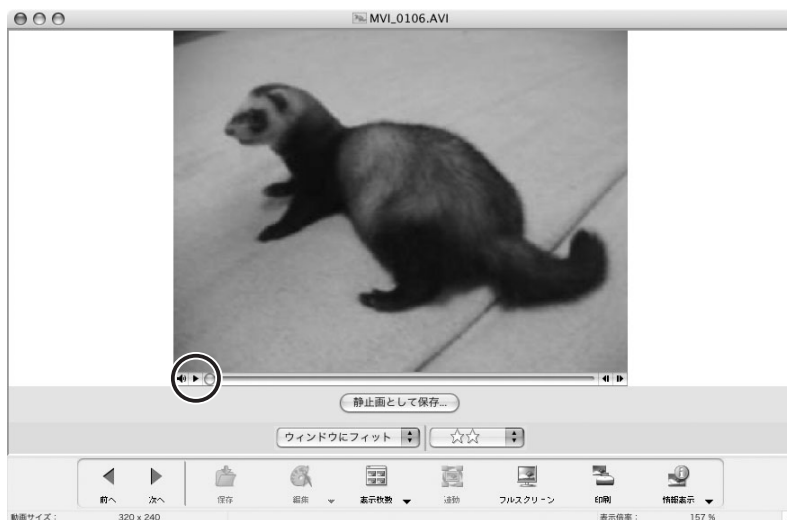 MVI_0106.AVI
静止画として保存...
ウィンドウにフィット ☆☆
前へ 次へ 保存 編集 表示枚数 連動 フルスクリーン 印刷 情報表示
動画サイズ： 320 x 240 表示倍率： 157 %